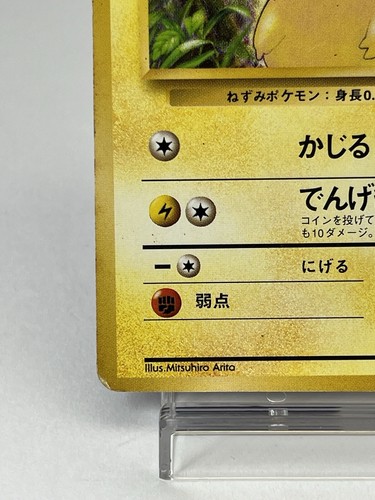 ねずみポケモン：身長0.
かじる
でんげ
コインを投げて
も10ダメージ。
にげる
弱点
Illus.Mitsuhiro Arita